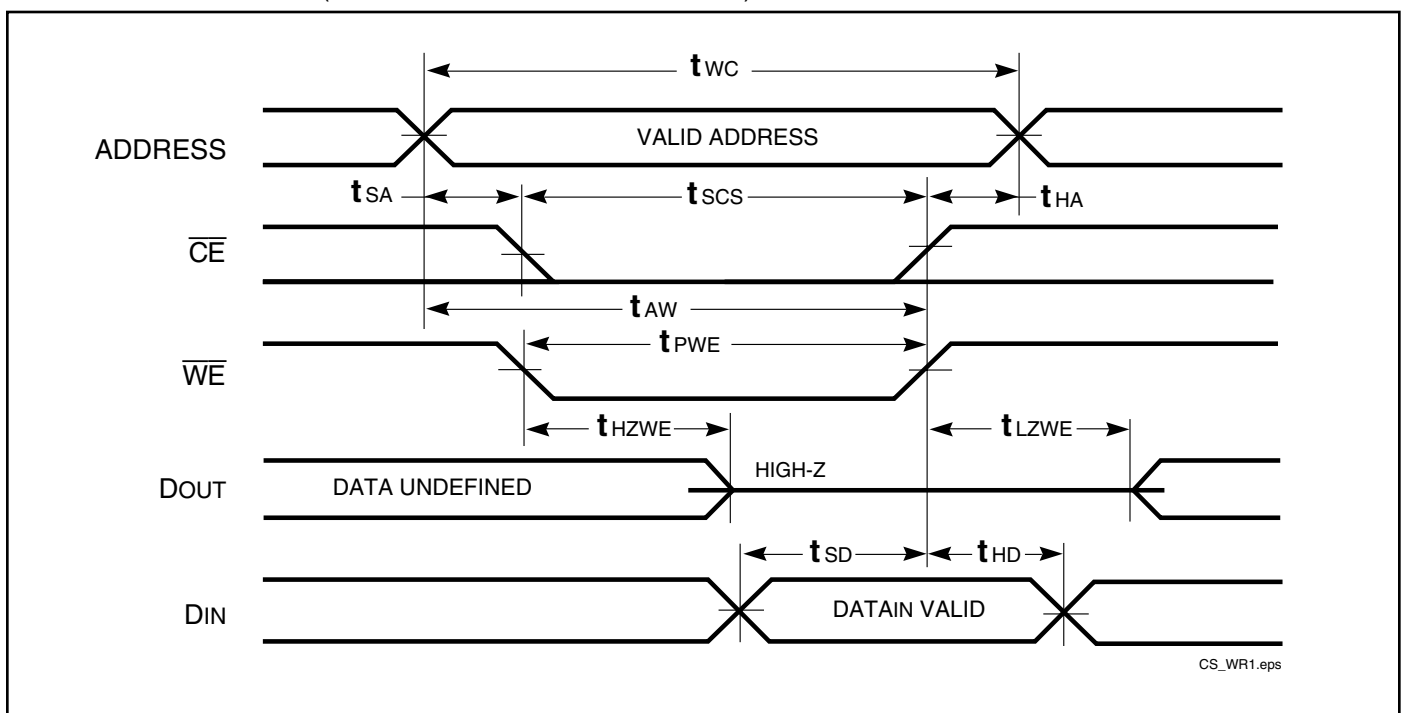 tWC
ADDRESS
VALID ADDRESS
tSA
tSCS
tHA
CE
tAW
tPWE
WE
tHZWE
tLZWE
DOUT
DATA UNDEFINED
HIGH-Z
tSD
tHD
DIN
DATAIN VALID
CS_WR1.eps